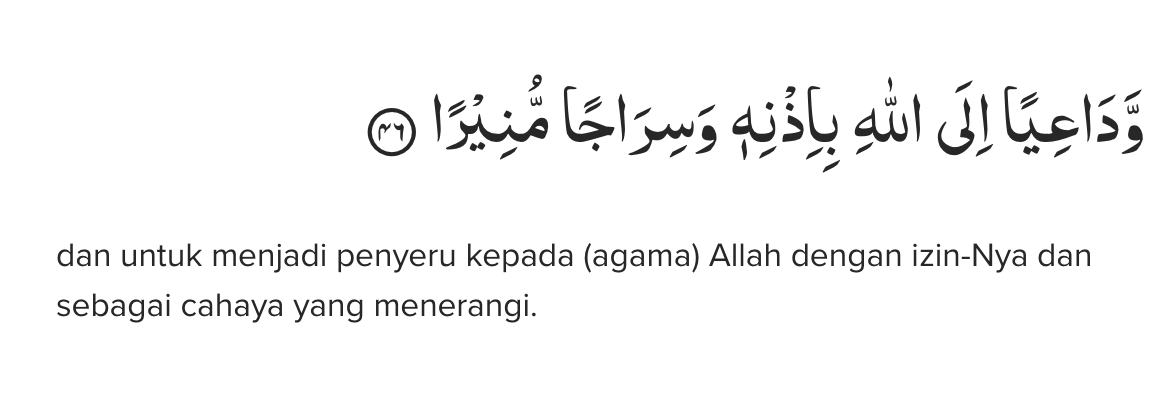 وَّدَاعِيًا اِلَى اللّٰهِ بِاِذْنِهٖ وَسِرَاجًا مُّنِيْرًا ٤٦
dan untuk menjadi penyeru kepada (agama) Allah dengan izin-Nya dan
sebagai cahaya yang menerangi.